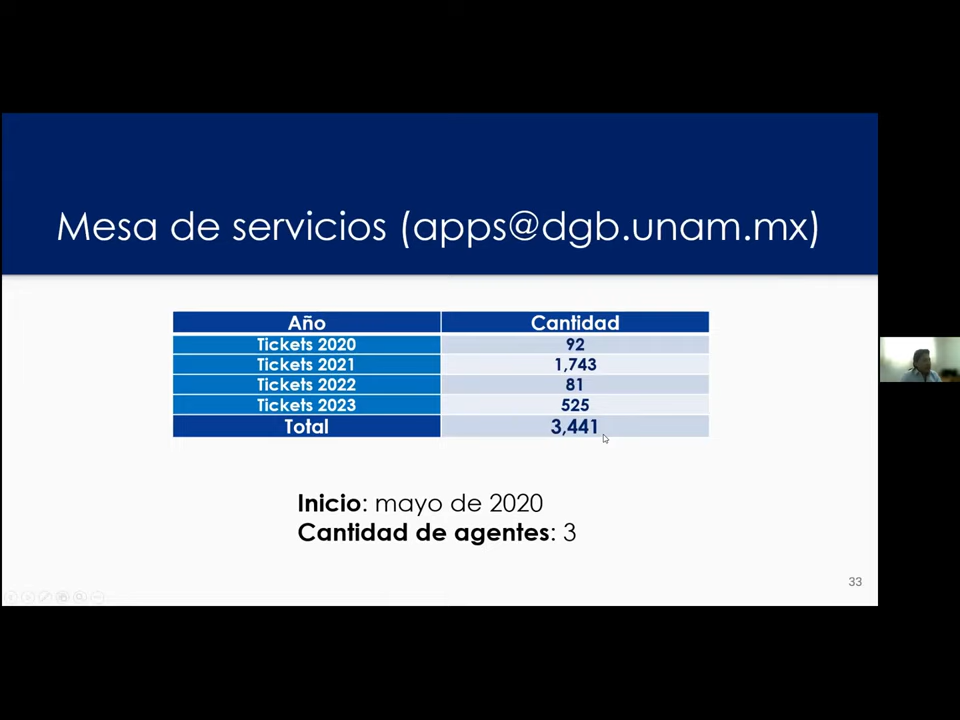 Mesa de servicios (apps@dgb.unam.mx)
Año Cantidad
Tickets 2020 92
Tickets 2021 1,743
Tickets 2022 81
Tickets 2023 525
Total 3,441
Inicio: mayo de 2020
Cantidad de agentes: 3
33